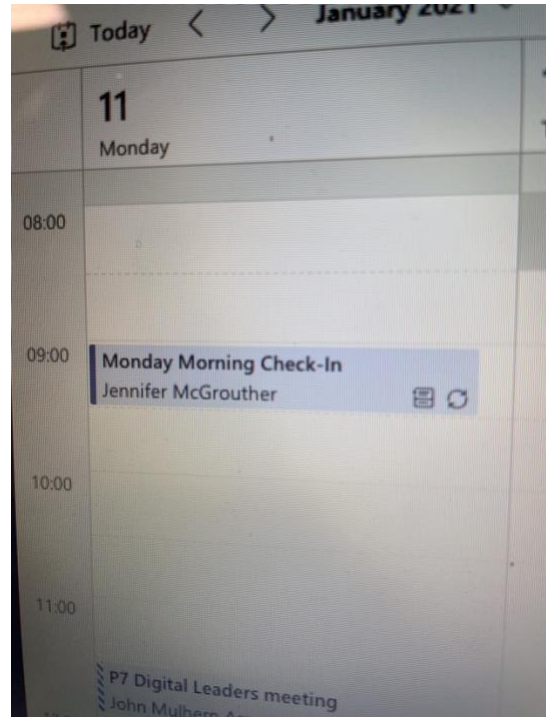 Today January 2021
11
Monday
08:00
09:00
Monday Morning Check-In
Jennifer McGrouther
10:00
11:00
P7 Digital Leaders meeting
John Mulhern